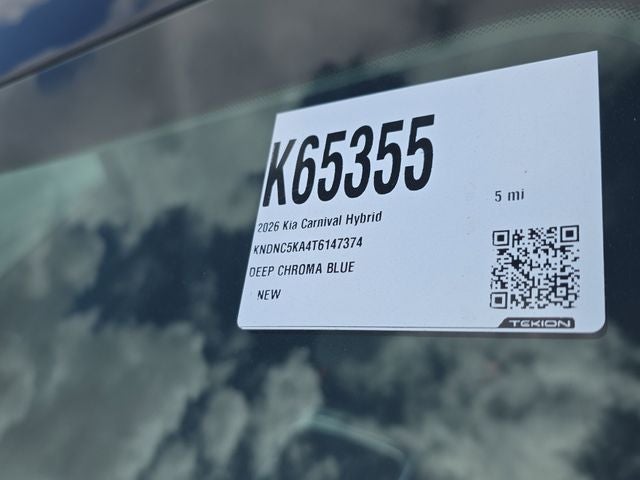 K65355
5 mi
2026 Kia Carnival Hybrid
KNDNC5KA4T6147374
DEEP CHROMA BLUE
NEW
TEKION